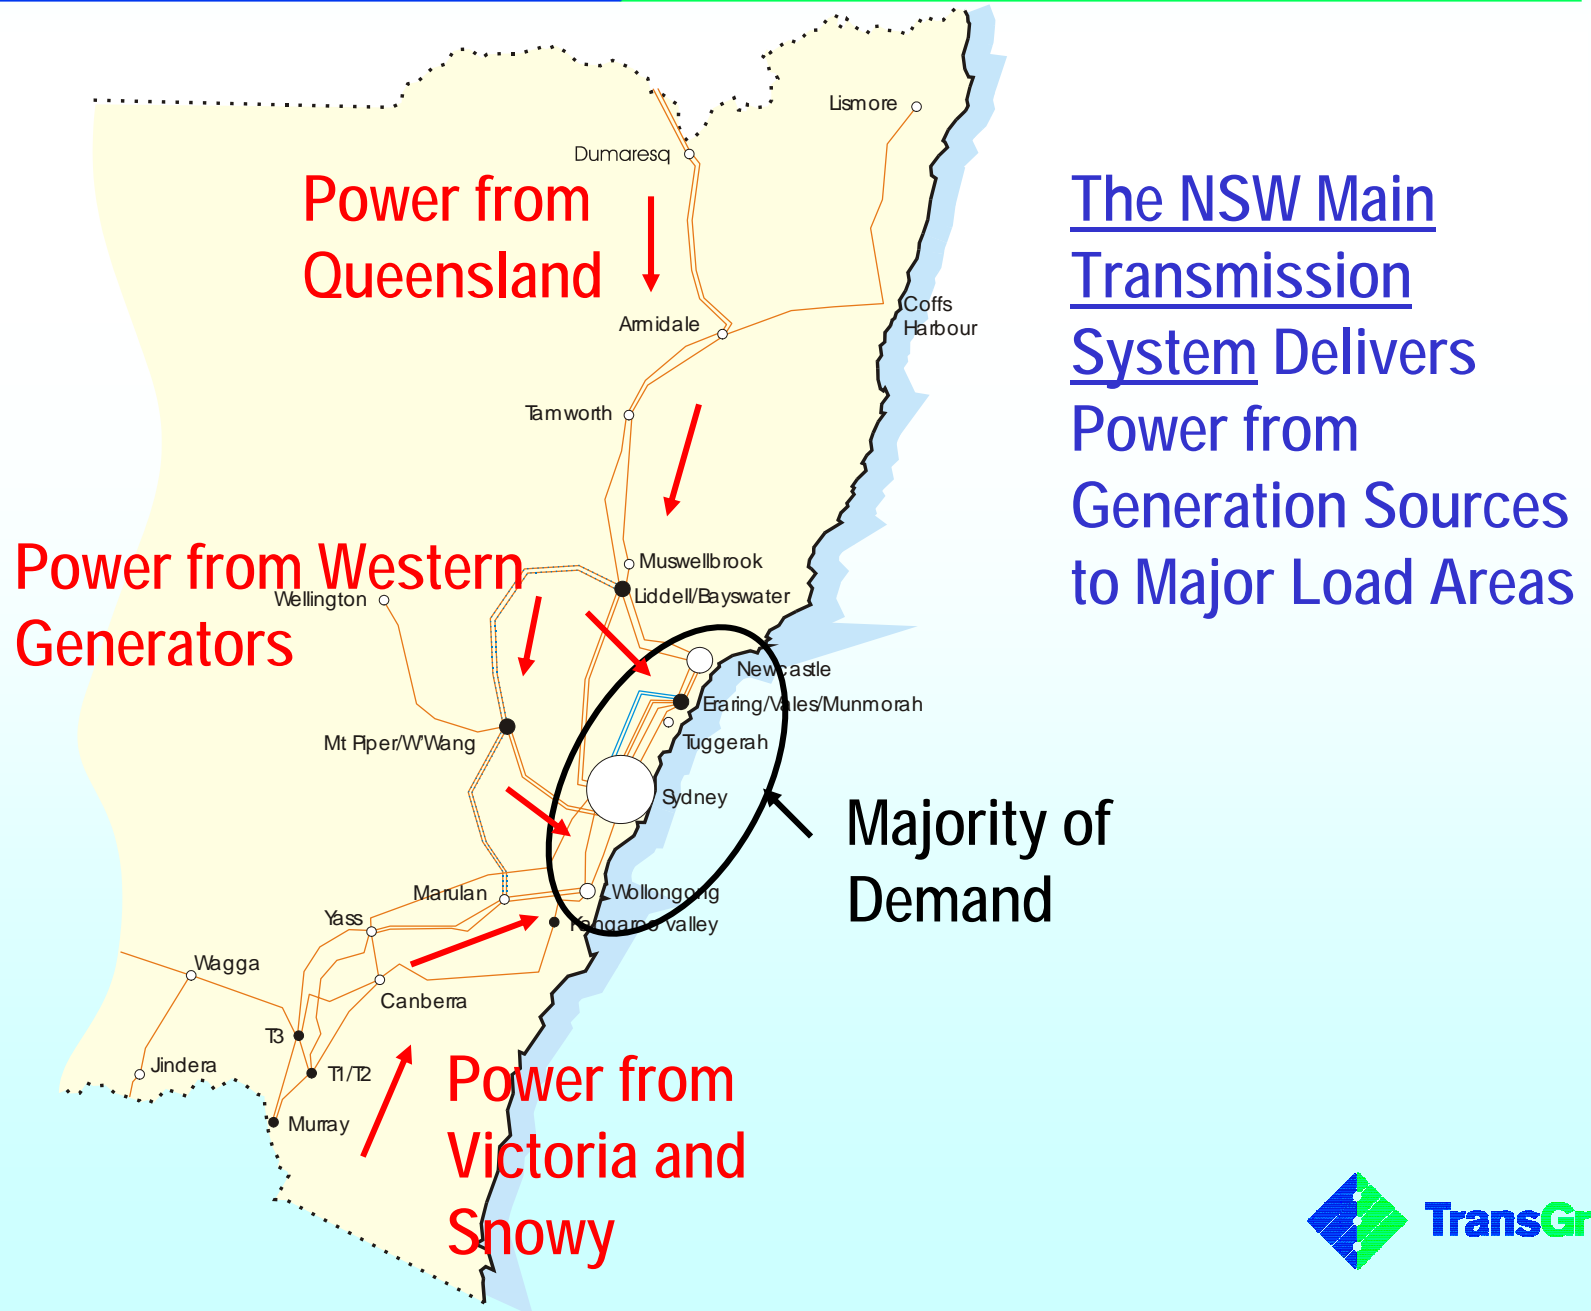 Lismore
Dumaresq
Power from
Queensland
The NSW Main
Transmission
System Delivers
Power from
Generation Sources
to Major Load Areas
Coffs
Harbour
Armidale
Tamworth
Power from Western
Generators
Muswellbrook
Liddell/Bayswater
Wellington
Newcastle
Eraring/Vales/Munmorah
Tuggerah
Mt Piper/W'Wang
Sydney
Majority of
Demand
Marulan
Wollongong
Yass
Kangaroo valley
Wagga
Canberra
T3
Jindera
T1/T2
Murray
Power from
Victoria and
Snowy
TransGr